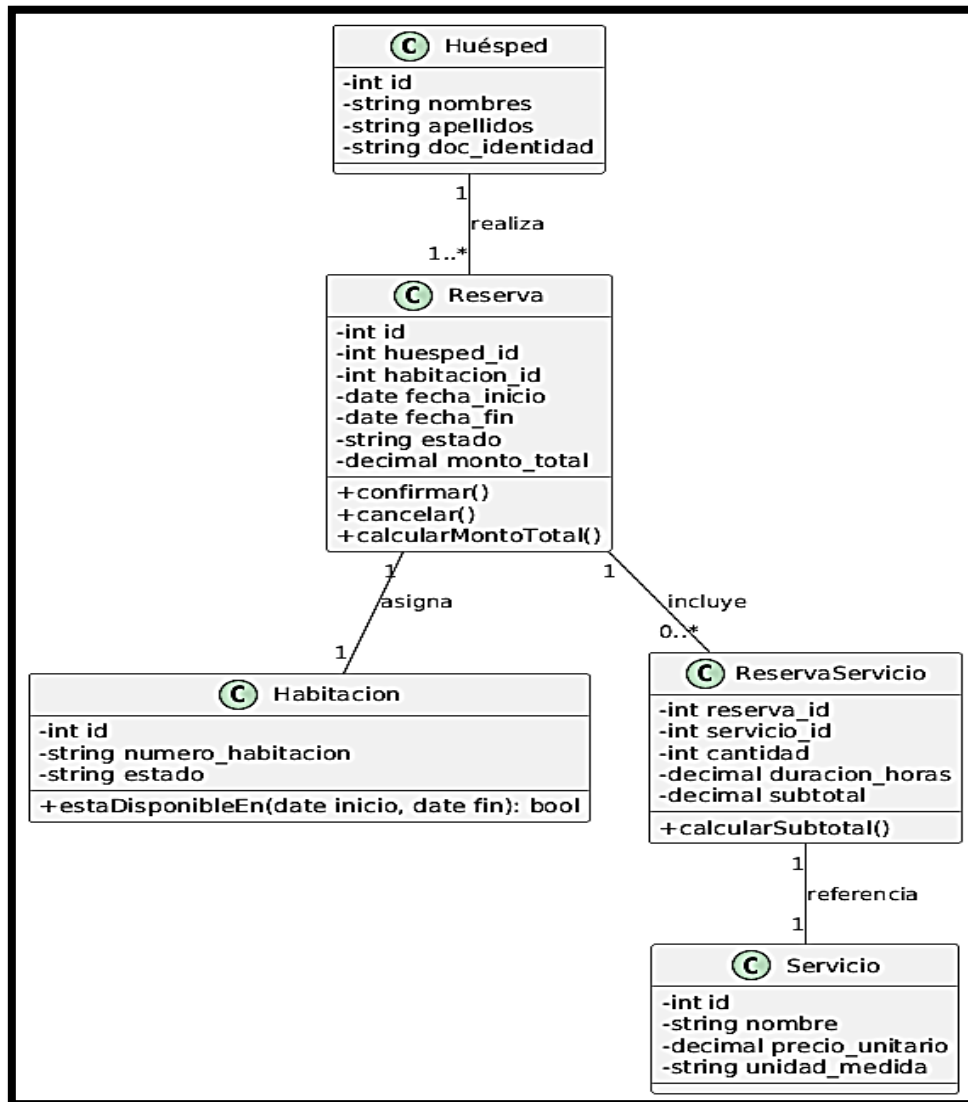 C Huésped
-int id
-string nombres
-string apellidos
-string doc_identidad
1
realiza
1..*
C Reserva
-int id
-int huesped_id
-int habitacion_id
-date fecha_inicio
-date fecha_fin
-string estado
-decimal monto_total
+confirmar()
+cancelar()
+calcularMontoTotal()
1
asigna
1
1
incluye
0..*
C Habitacion
-int id
-string numero_habitacion
-string estado
+estaDisponibleEn(date inicio, date fin): bool
C ReservaServicio
-int reserva_id
-int servicio_id
-int cantidad
-decimal duracion_horas
-decimal subtotal
+calcularSubtotal()
1
referencia
1
C Servicio
-int id
-string nombre
-decimal precio_unitario
-string unidad_medida